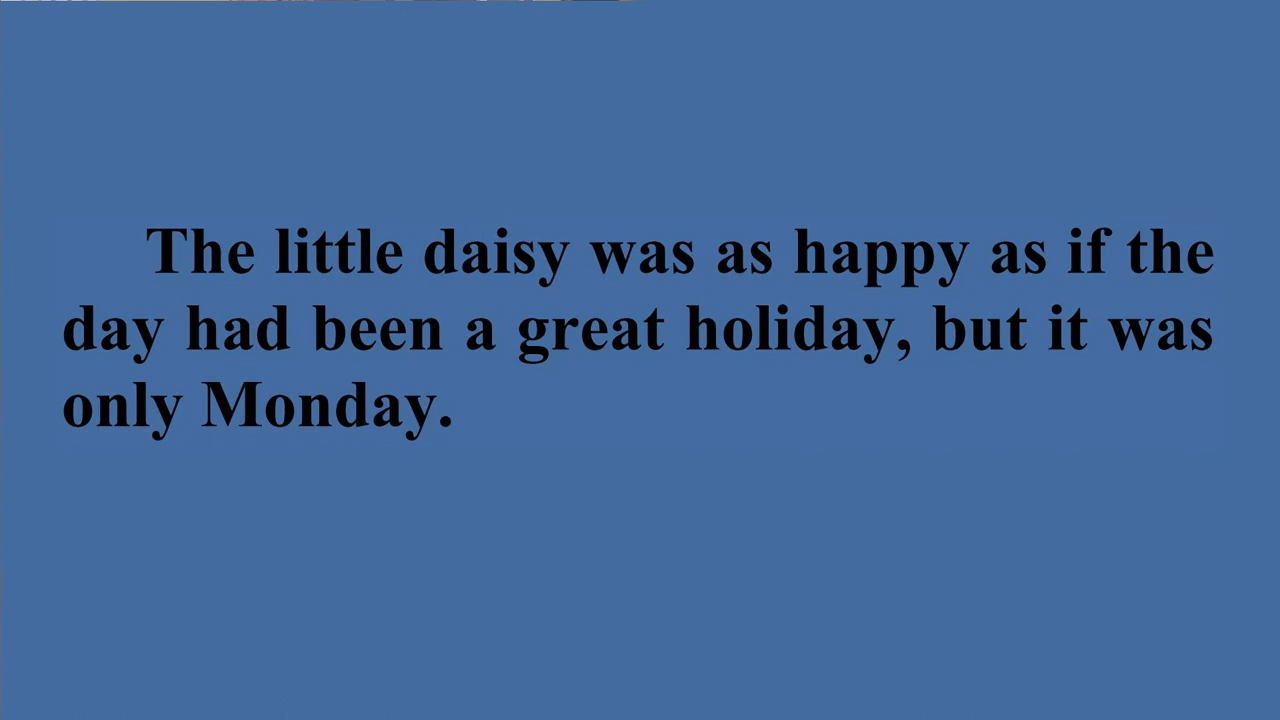 The little daisy was as happy as if the
day had been a great holiday, but it was
only Monday.